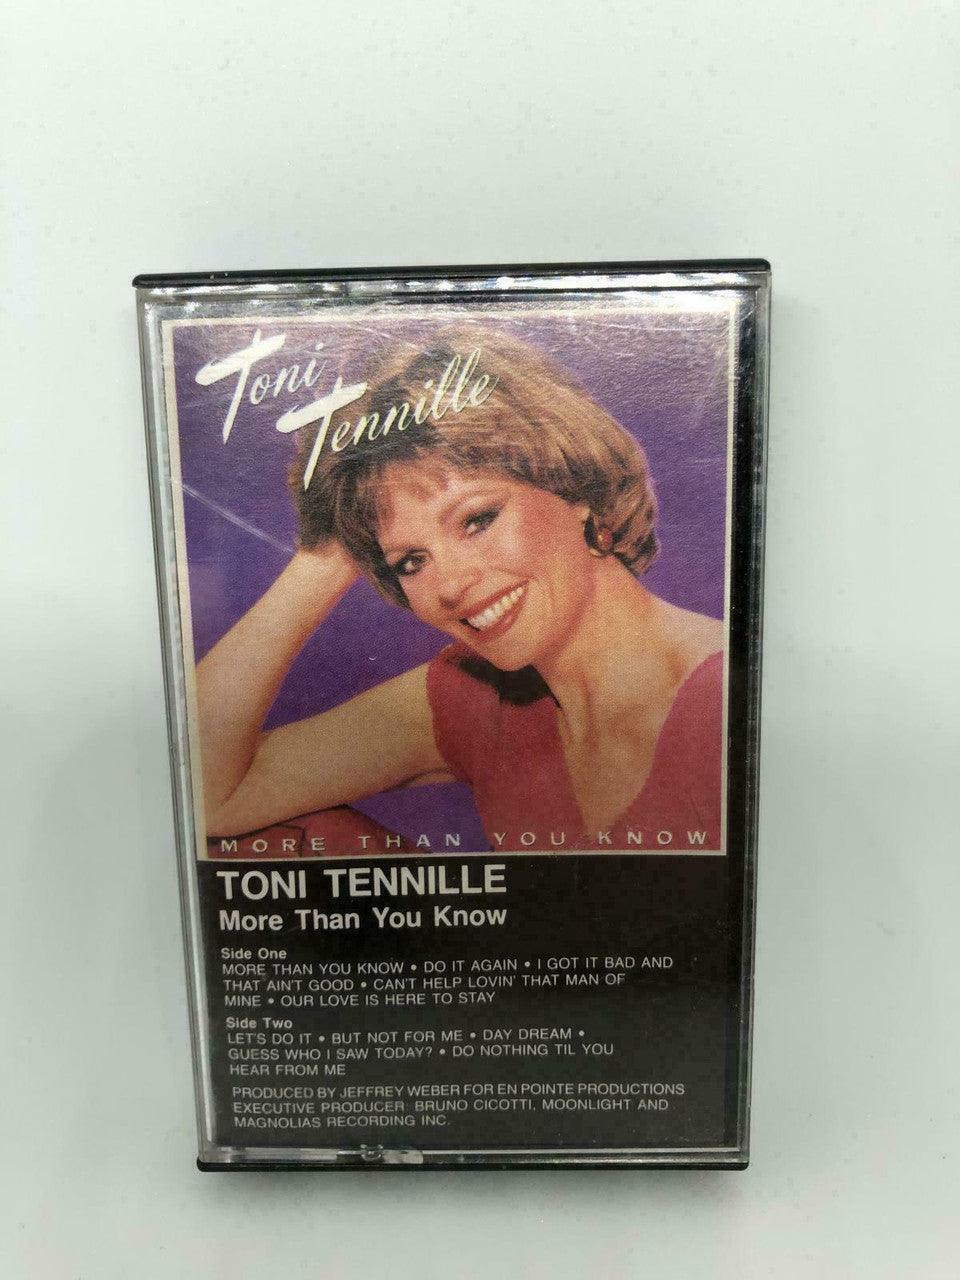 Toni
Tennille
MORE THAN YOU KNOW
TONI TENNILLE
More Than You Know
Side One
MORE THAN YOU KNOW • DO IT AGAIN • I GOT IT BAD AND
THAT AIN'T GOOD • CAN'T HELP LOVIN' THAT MAN OF
MINE • OUR LOVE IS HERE TO STAY
Side Two
LET'S DO IT • BUT NOT FOR ME • DAY DREAM •
GUESS WHO I SAW TODAY? • DO NOTHING TIL YOU
HEAR FROM ME
PRODUCED BY JEFFREY WEBER FOR EN POINTE PRODUCTIONS
EXECUTIVE PRODUCER: BRUNO CICOTTI, MOONLIGHT AND
MAGNOLIAS RECORDING INC.